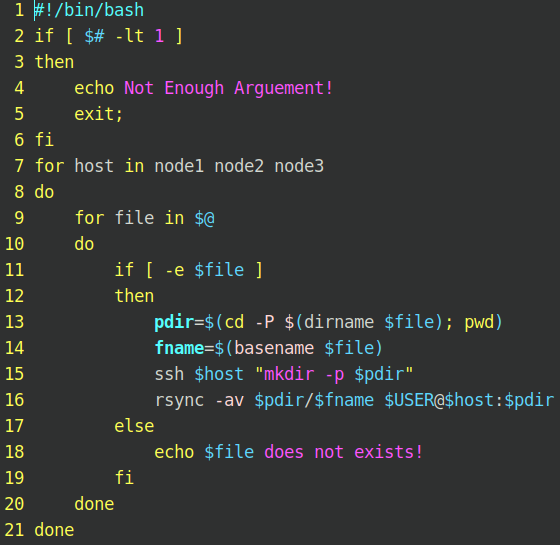 1 #!/bin/bash
2 if [ $# -lt 1 ]
3 then
4     echo Not Enough Arguement!
5     exit;
6 fi
7 for host in node1 node2 node3
8 do
9     for file in $@
10     do
11         if [ -e $file ]
12         then
13             pdir=$(cd -P $(dirname $file); pwd)
14             fname=$(basename $file)
15             ssh $host "mkdir -p $pdir"
16             rsync -av $pdir/$fname $USER@$host:$pdir
17         else
18             echo $file does not exists!
19         fi
20     done
21 done